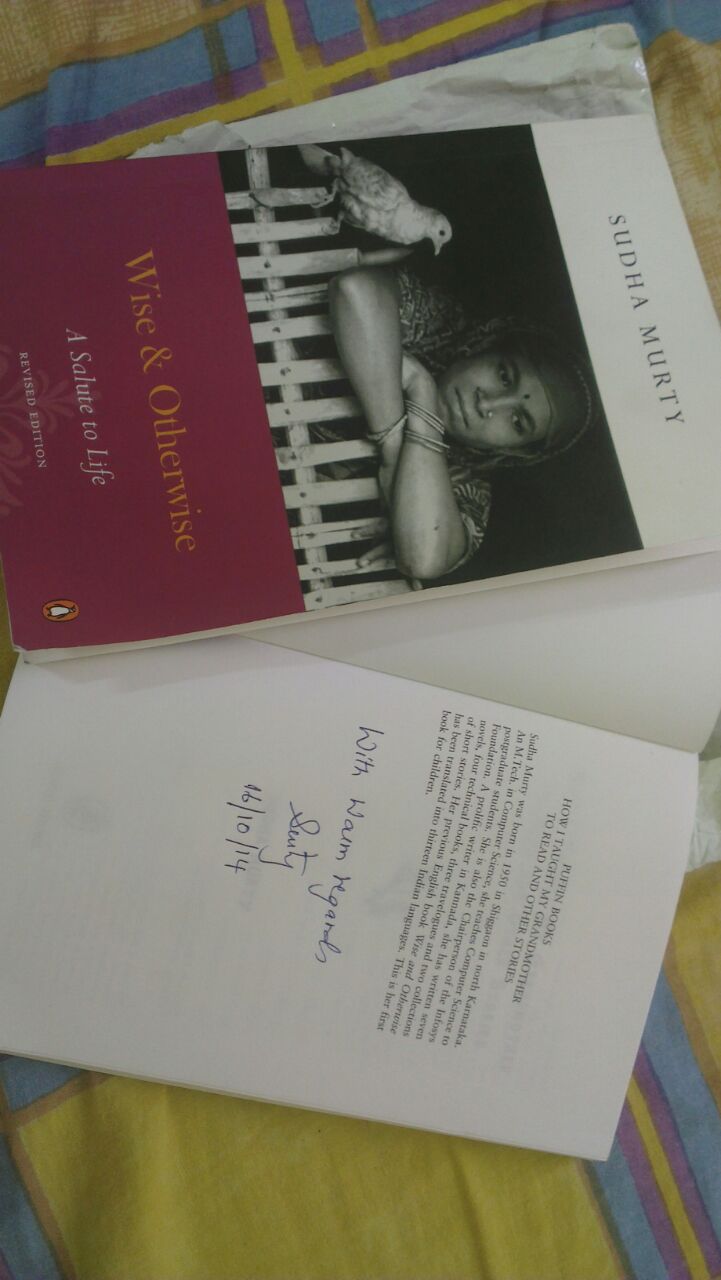 SUDHA MURTY
Wise & Otherwise
A Salute to Life
REVISED EDITION
PUFFIN BOOKS
HOW I TAUGHT MY GRANDMOTHER
TO READ AND OTHER STORIES
Sudha Murty was born in 1950 in Shiggaon in north Karnataka.
An M.Tech. in Computer Science, she teaches Computer Science to
postgraduate students. She is also the Chairperson of the Infosys
Foundation. A prolific writer in Kannada, she has written seven
novels, four technical books, three travelogues and two collections
of short stories. Her previous English book Wise and Otherwise
has been translated into thirteen Indian languages. This is her first
book for children.
With warm regards
16/10/14